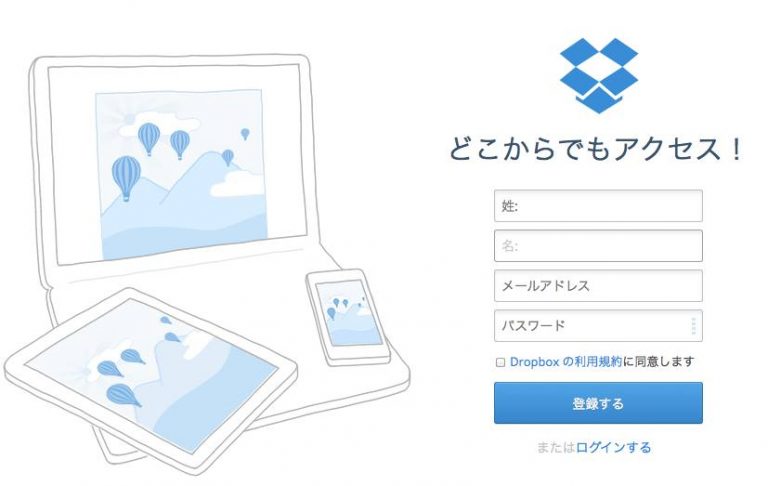 どこからでもアクセス！
姓:
名:
メールアドレス
パスワード
Dropbox の利用規約に同意します
登録する
またはログインする